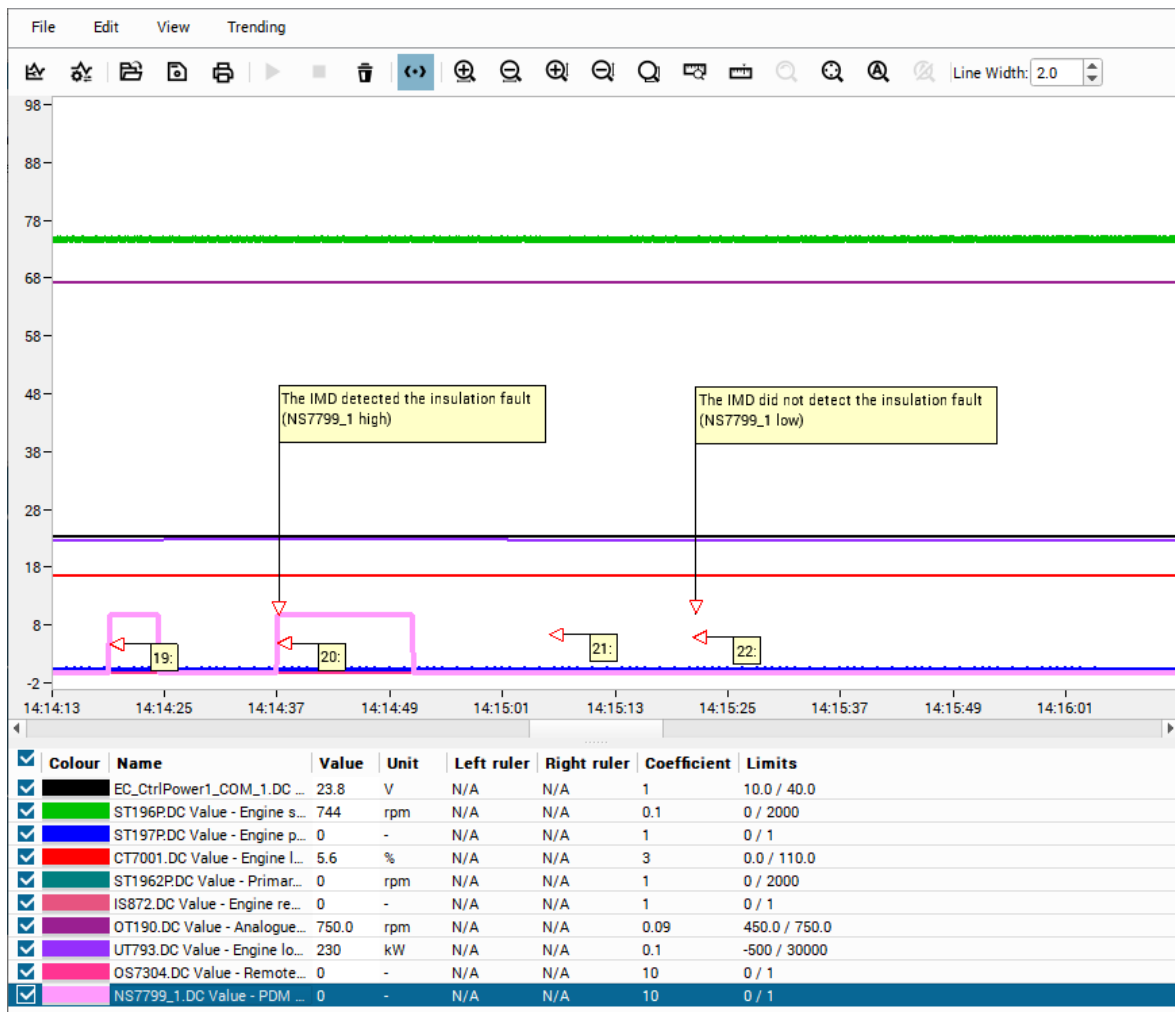 File Edit View Trending
Line Width: 2.0
98
88
78
68
58
48
The IMD detected the insulation fault
(NS7799_1 high)
The IMD did not detect the insulation fault
(NS7799_1 low)
38
28
18
8
19:
20:
21:
22:
-2
14:14:13 14:14:25 14:14:37 14:14:49 14:15:01 14:15:13 14:15:25 14:15:37 14:15:49 14:16:01
Colour Name Value Unit Left ruler Right ruler Coefficient Limits
EC_CtrlPower1_COM_1.DC ... 23.8 V N/A N/A 1 10.0 / 40.0
ST196P.DC Value - Engine s... 744 rpm N/A N/A 0.1 0 / 2000
ST197P.DC Value - Engine p... 0 - N/A N/A 1 0 / 1
CT7001.DC Value - Engine l... 5.6 % N/A N/A 3 0.0 / 110.0
ST1962P.DC Value - Primar... 0 rpm N/A N/A 1 0 / 2000
IS872.DC Value - Engine re... 0 - N/A N/A 1 0 / 1
OT190.DC Value - Analogue... 750.0 rpm N/A N/A 0.09 450.0 / 750.0
UT793.DC Value - Engine lo... 230 kW N/A N/A 0.1 -500 / 30000
OS7304.DC Value - Remote... 0 - N/A N/A 10 0 / 1
NS7799_1.DC Value - PDM ... 0 - N/A N/A 10 0 / 1